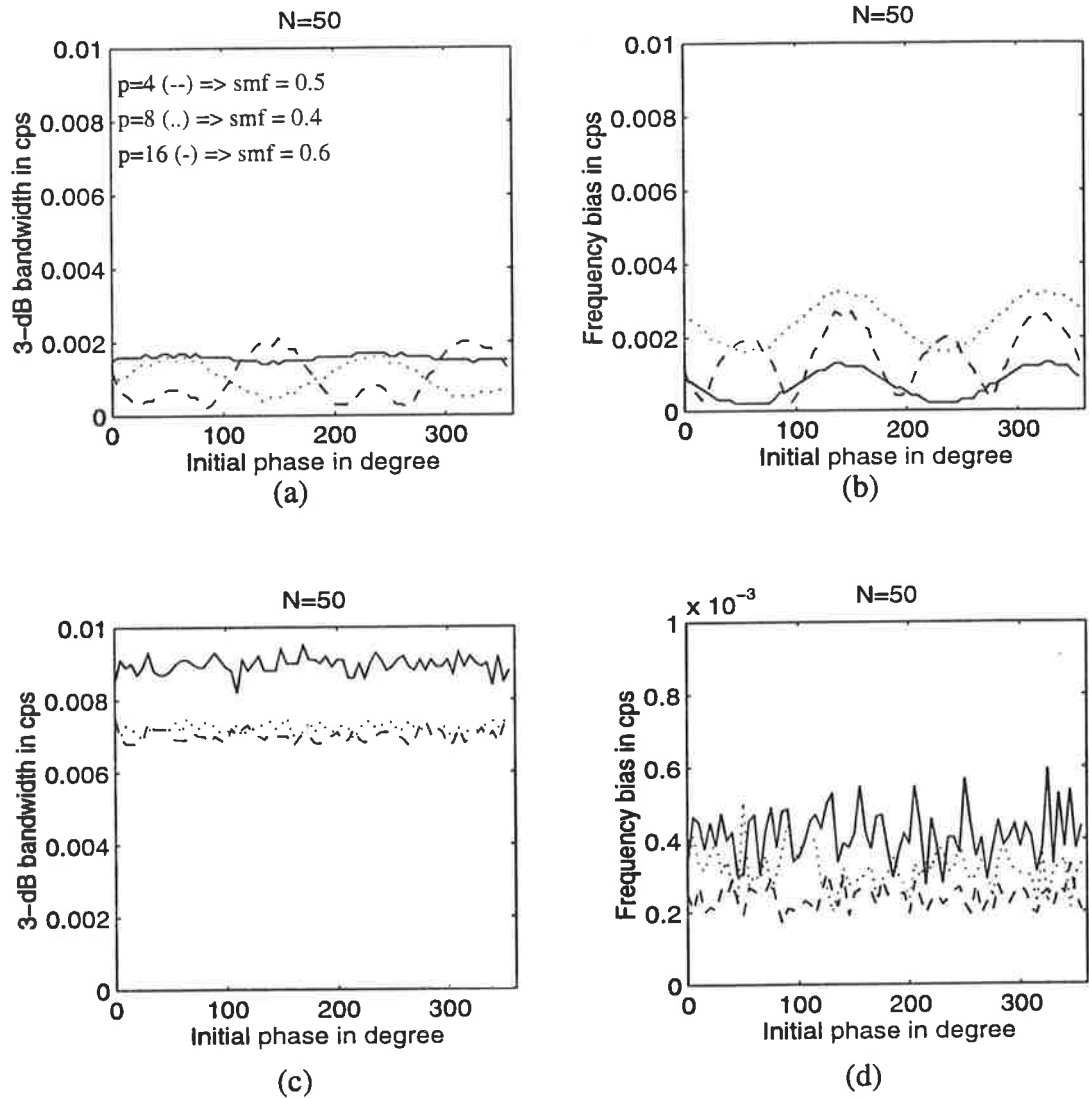 N=50
0.01
0.008
0.006
0.004
0.002
0
3-dB bandwidth in cps
p=4 (--) => smf = 0.5
p=8 (..) => smf = 0.4
p=16 (-) => smf = 0.6
0 100 200 300
Initial phase in degree
(a)
N=50
0.01
0.008
0.006
0.004
0.002
0
Frequency bias in cps
0 100 200 300
Initial phase in degree
(b)
N=50
0.01
0.008
0.006
0.004
0.002
0
3-dB bandwidth in cps
0 100 200 300
Initial phase in degree
(c)
x 10⁻³ N=50
1
0.8
0.6
0.4
0.2
0
Frequency bias in cps
0 100 200 300
Initial phase in degree
(d)